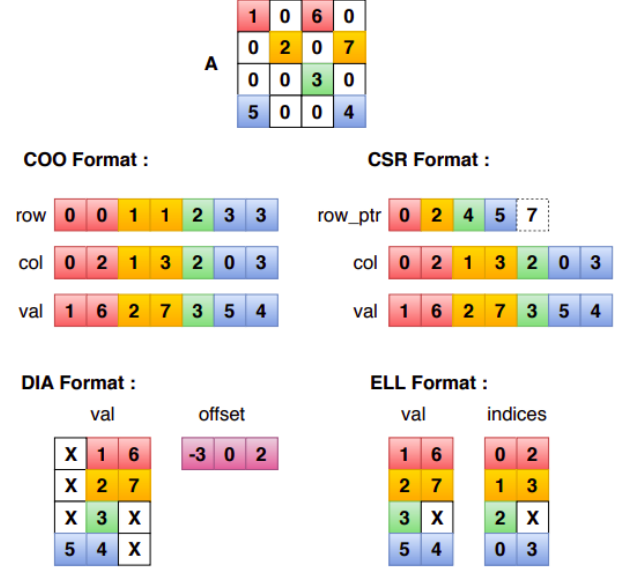 1 0 6 0
A
0 2 0 7
0 0 3 0
5 0 0 4
COO Format :
row 0 0 1 1 2 3 3
col 0 2 1 3 2 0 3
val 1 6 2 7 3 5 4
CSR Format :
row_ptr 0 2 4 5 7
col 0 2 1 3 2 0 3
val 1 6 2 7 3 5 4
DIA Format :
val offset
X 1 6 -3 0 2
X 2 7
X 3 X
5 4 X
ELL Format :
val indices
1 6 0 2
2 7 1 3
3 X 2 X
5 4 0 3